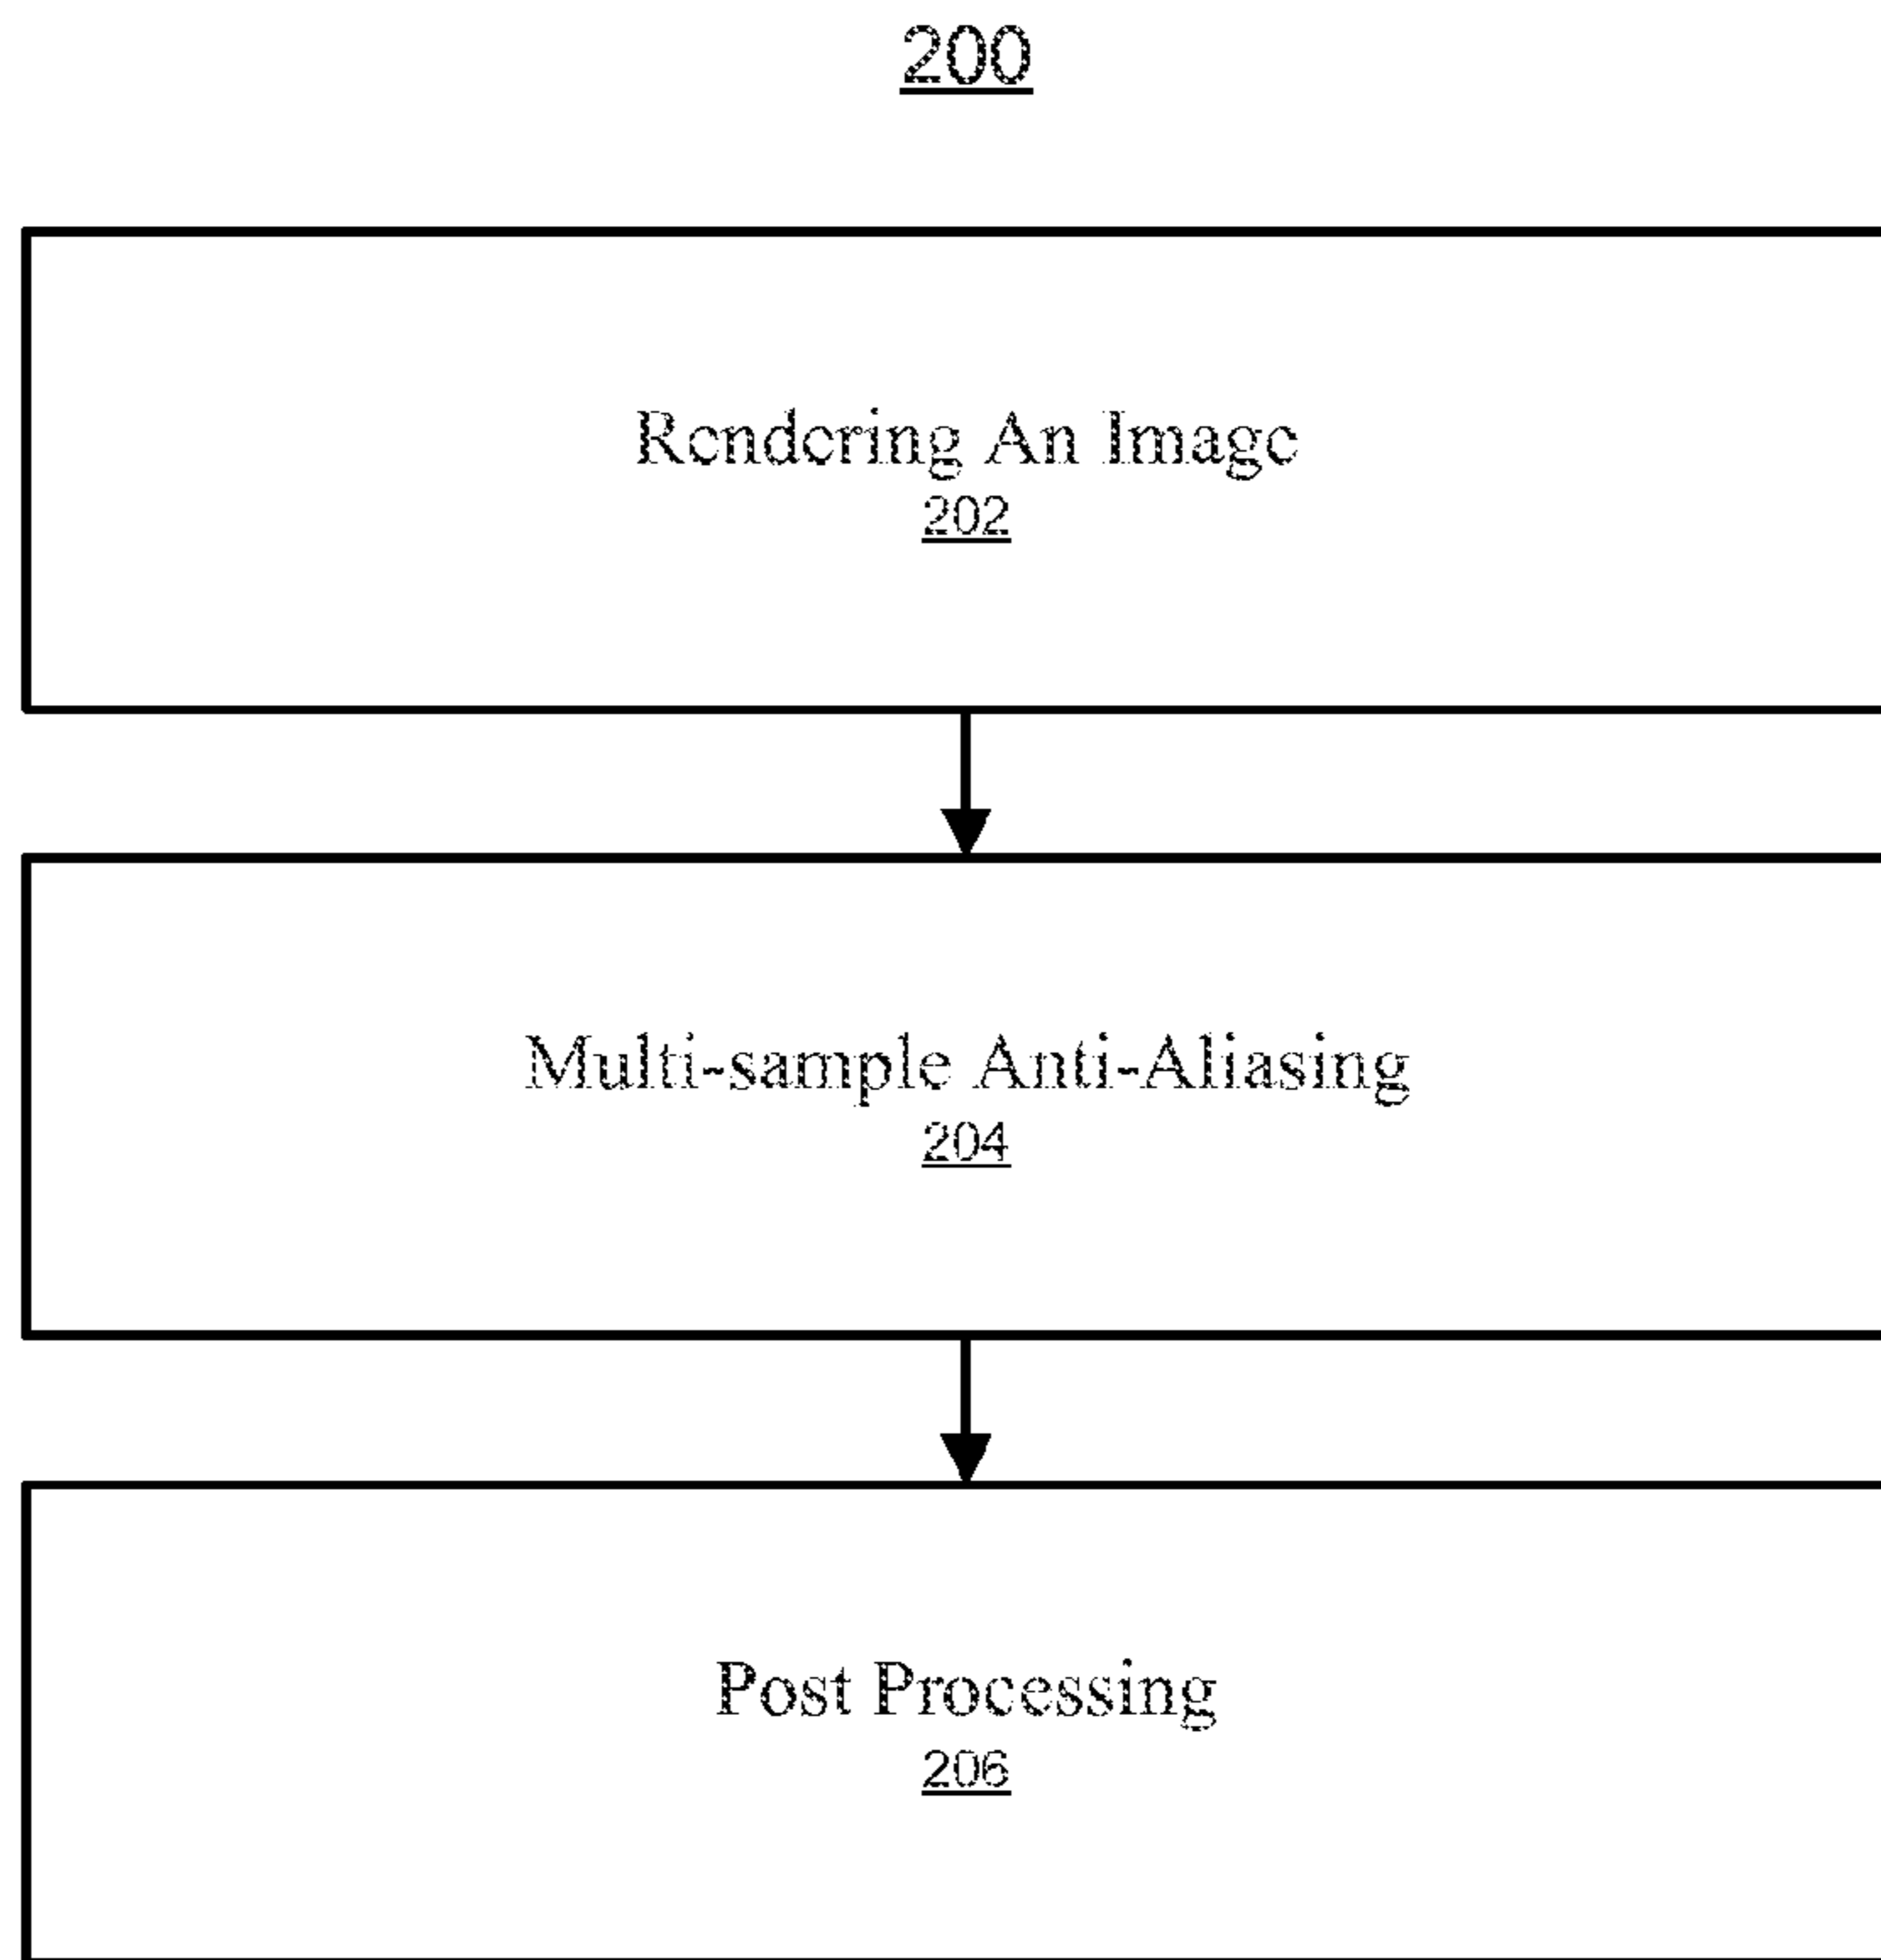 200
Rendering An Image
202
Multi-sample Anti-Aliasing
204
Post Processing
206